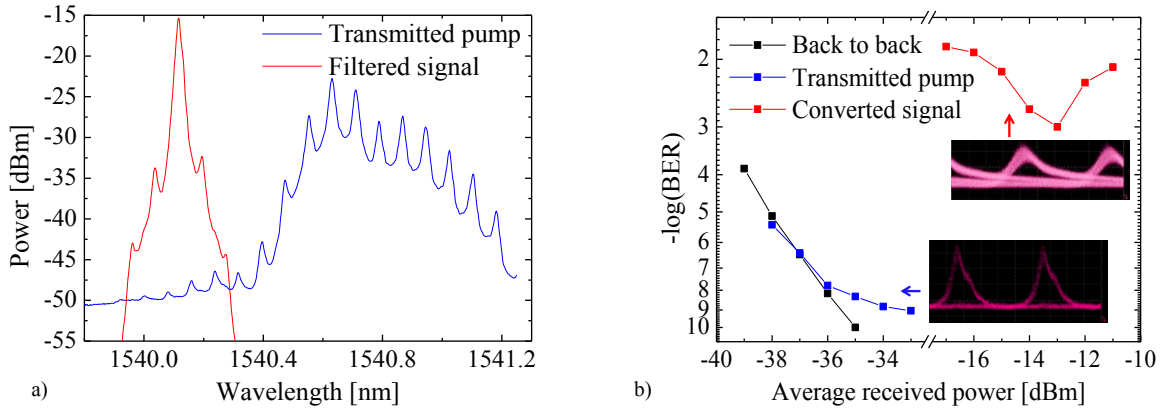 -15
-20
-25
-30
-35
-40
-45
-50
-55
Power [dBm]
Transmitted pump
Filtered signal
1540.0 1540.4 1540.8 1541.2
Wavelength [nm]
a)
2
3
4
5
6
7
8
9
10
-log(BER)
Back to back
Transmitted pump
Converted signal
-40 -38 -36 -34 -16 -14 -12 -10
Average received power [dBm]
b)